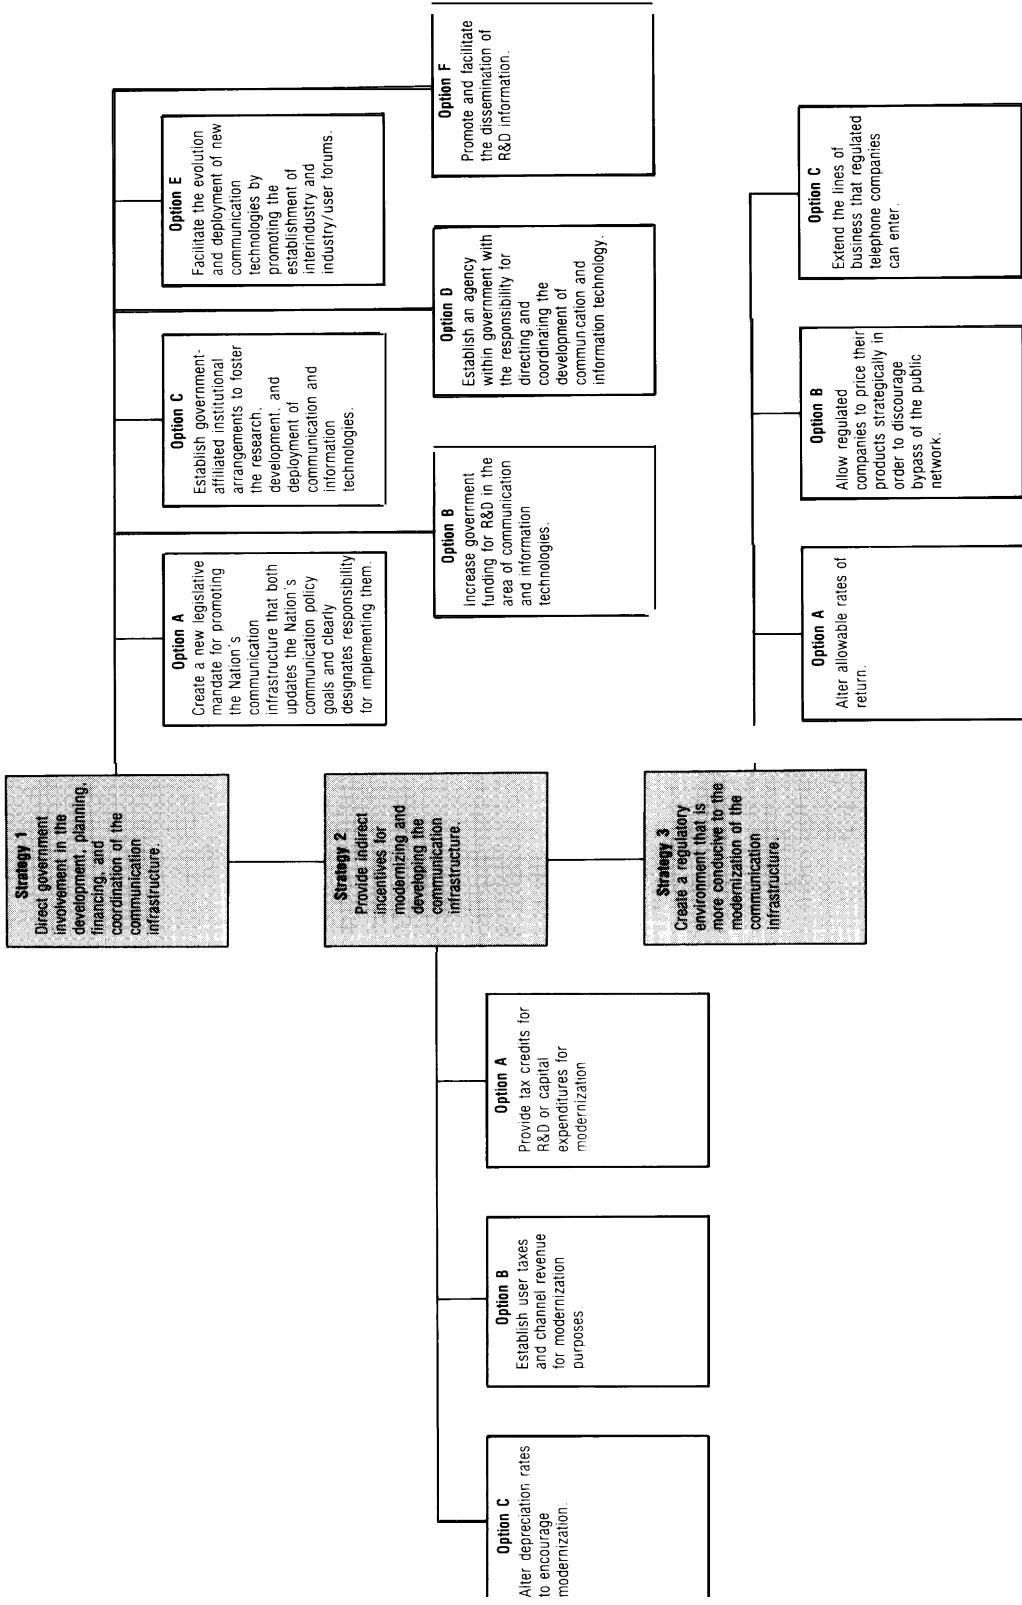 Strategy 1
Direct government
involvement in the
development, planning,
financing, and
coordination of the
communication
infrastructure.
Option A
Create a new legislative
mandate for promoting
the Nation's
communication
infrastructure that both
updates the Nation's
communication policy
goals and clearly
designates responsibility
for implementing them.
Option B
Increase government
funding for R&D in the
area of communication
and information
technologies.
Option C
Establish government-
affiliated institutional
arrangements to foster
the research,
development, and
deployment of
communication and
information
technologies.
Option D
Establish an agency
within government with
the responsibility for
directing and
coordinating the
development of
communication and
information technology.
Option E
Facilitate the evolution
and deployment of new
communication
technologies by
promoting the
establishment of
interindustry and
industry/user forums.
Option F
Promote and facilitate
the dissemination of
R&D information.
Strategy 2
Provide indirect
incentives for
modernizing and
developing the
communication
infrastructure.
Option A
Provide tax credits for
R&D or capital
expenditures for
modernization
Option B
Establish user taxes
and channel revenue
for modernization
purposes.
Option C
Alter depreciation rates
to encourage
modernization.
Strategy 3
Create a regulatory
environment that is
more conducive to the
modernization of the
communication
infrastructure.
Option A
Alter allowable rates of
return.
Option B
Allow regulated
companies to price their
products strategically in
order to discourage
bypass of the public
network.
Option C
Extend the lines of
business that regulated
telephone companies
can enter.